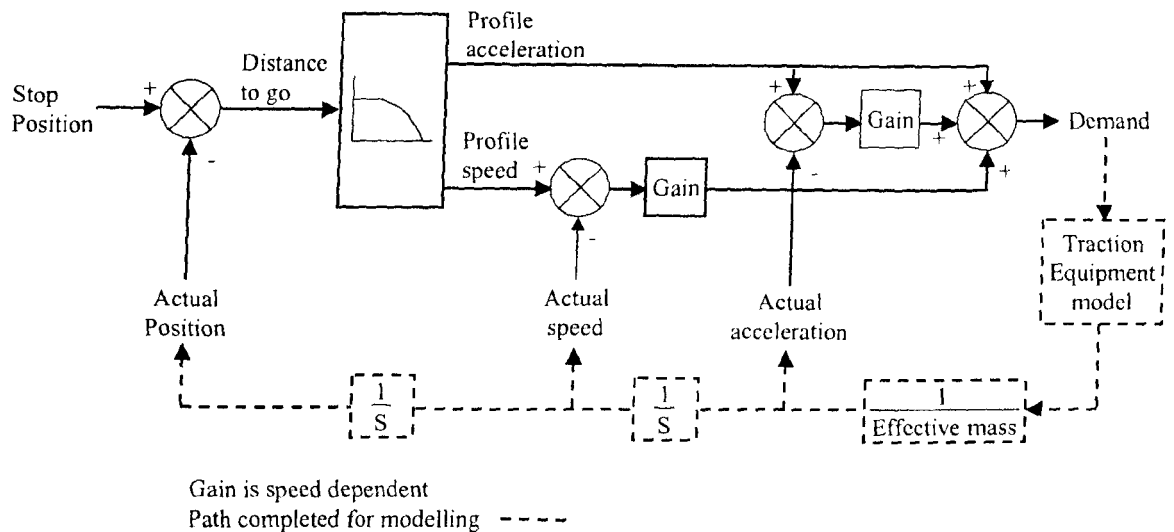 Profile
acceleration
Distance
to go
Stop
Position
+
-
Profile
speed
+
-
Gain
+
-
Gain
+
+
+
Demand
Traction
Equipment
model
Actual
Position
Actual
speed
Actual
acceleration
1
S
1
S
1
Effective mass
Gain is speed dependent
Path completed for modelling